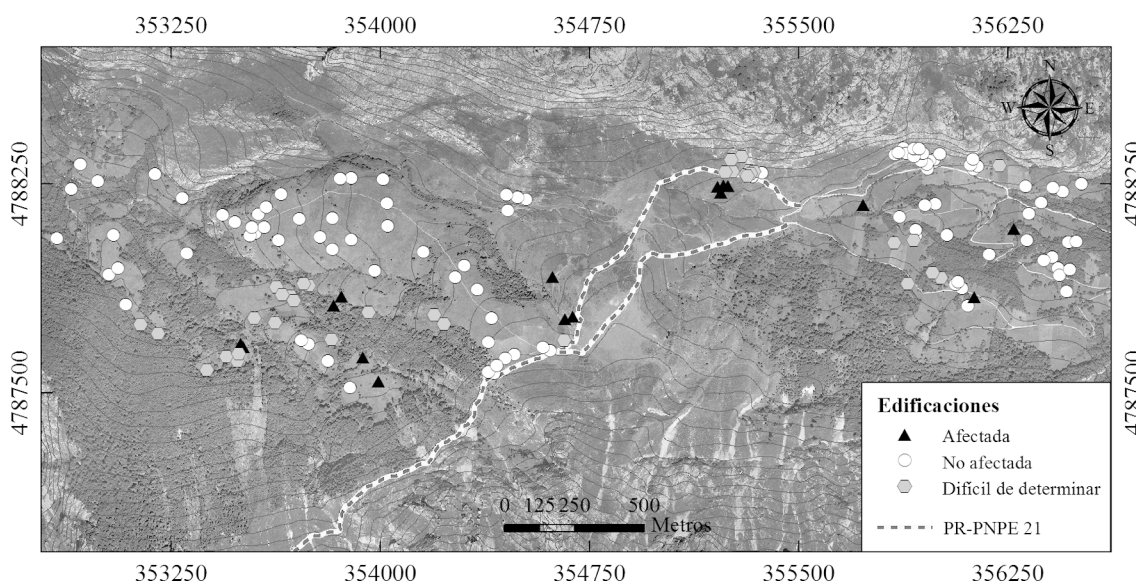 353250 354000 354750 355500 356250
N
W E
S
4788250
4788250
4787500
4787500
Edificaciones
Afectada
No afectada
Difícil de determinar
PR-PNPE 21
0 125 250 500
Metros
353250 354000 354750 355500 356250